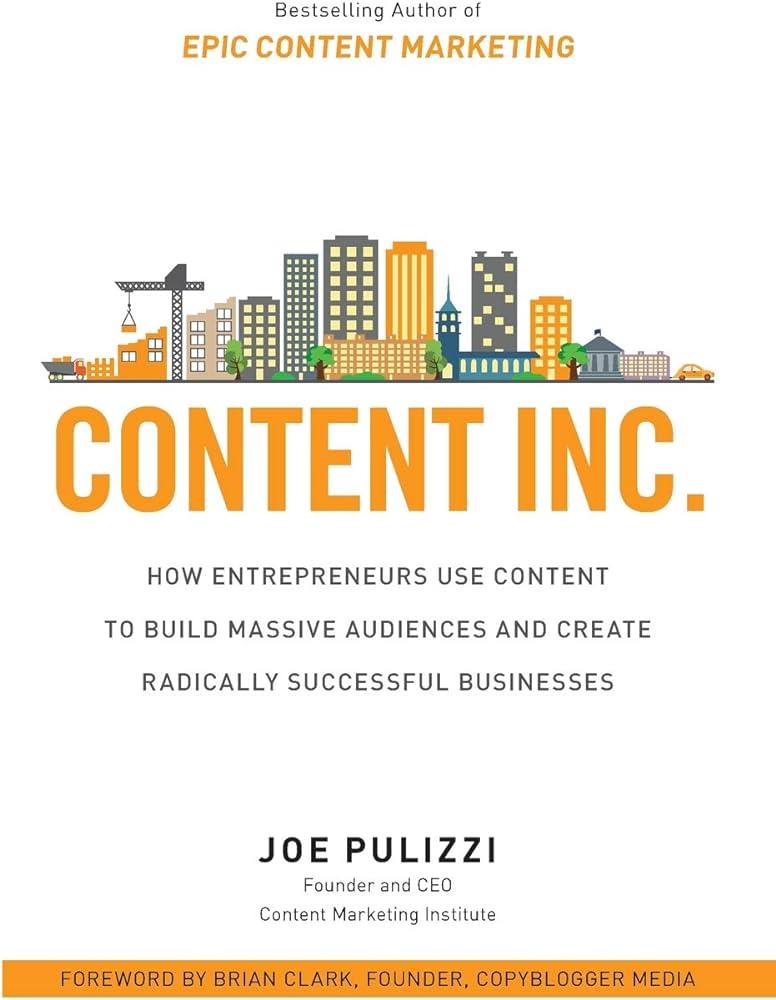 Bestselling Author of
EPIC CONTENT MARKETING
CONTENT INC.
HOW ENTREPRENEURS USE CONTENT
TO BUILD MASSIVE AUDIENCES AND CREATE
RADICALLY SUCCESSFUL BUSINESSES
JOE PULIZZI
Founder and CEO
Content Marketing Institute
FOREWORD BY BRIAN CLARK, FOUNDER, COPYBLOGGER MEDIA